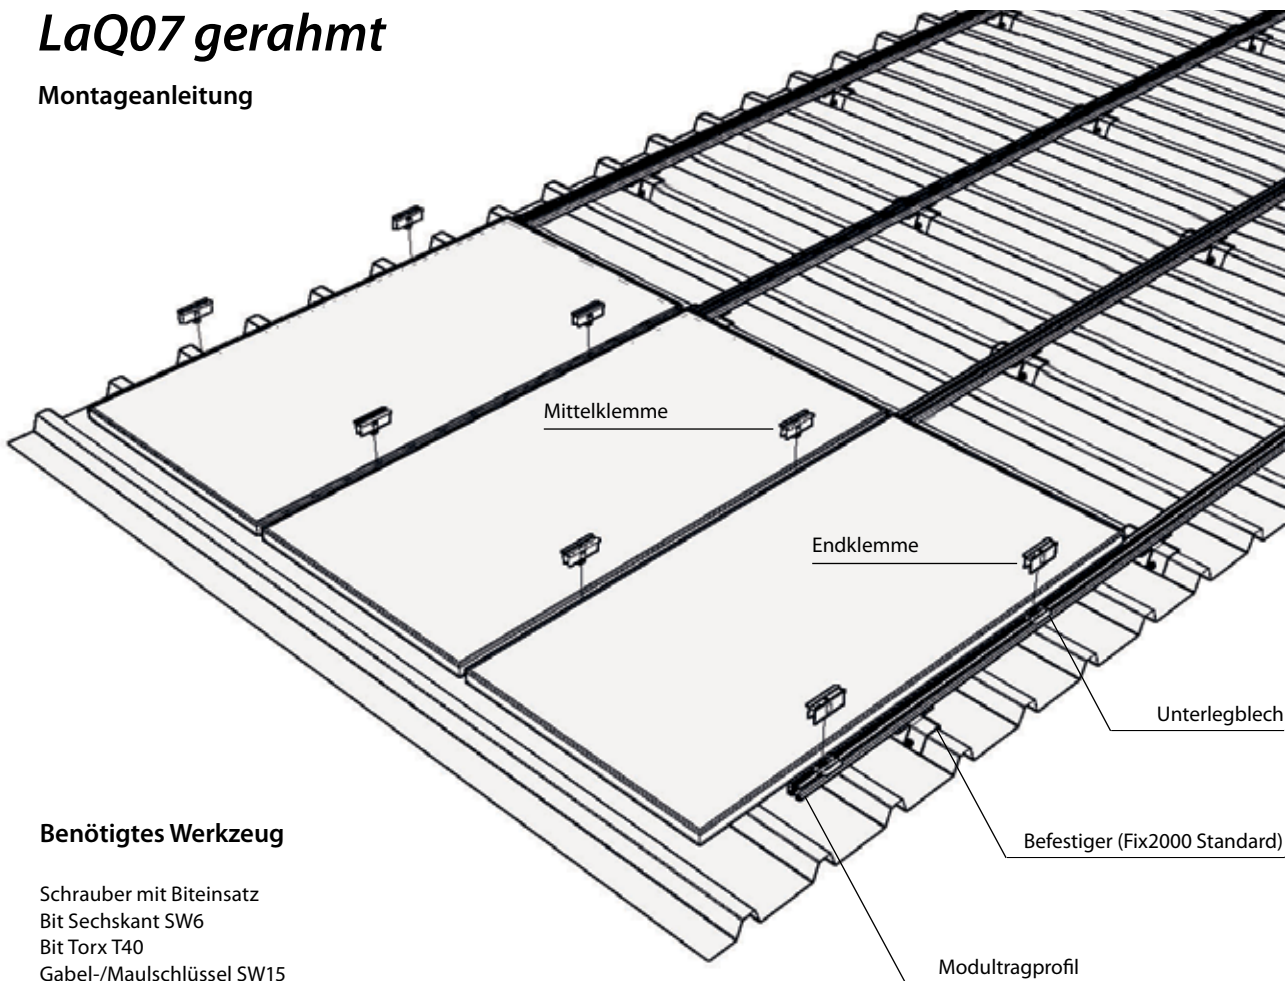 LaQ07 gerahmt
Montageanleitung
Mittelklemme
Endklemme
Unterlegblech
Befestiger (Fix2000 Standard)
Modultragprofil
Benötigtes Werkzeug
Schrauber mit Biteinsatz
Bit Sechskant SW6
Bit Torx T40
Gabel-/Maulschlüssel SW15